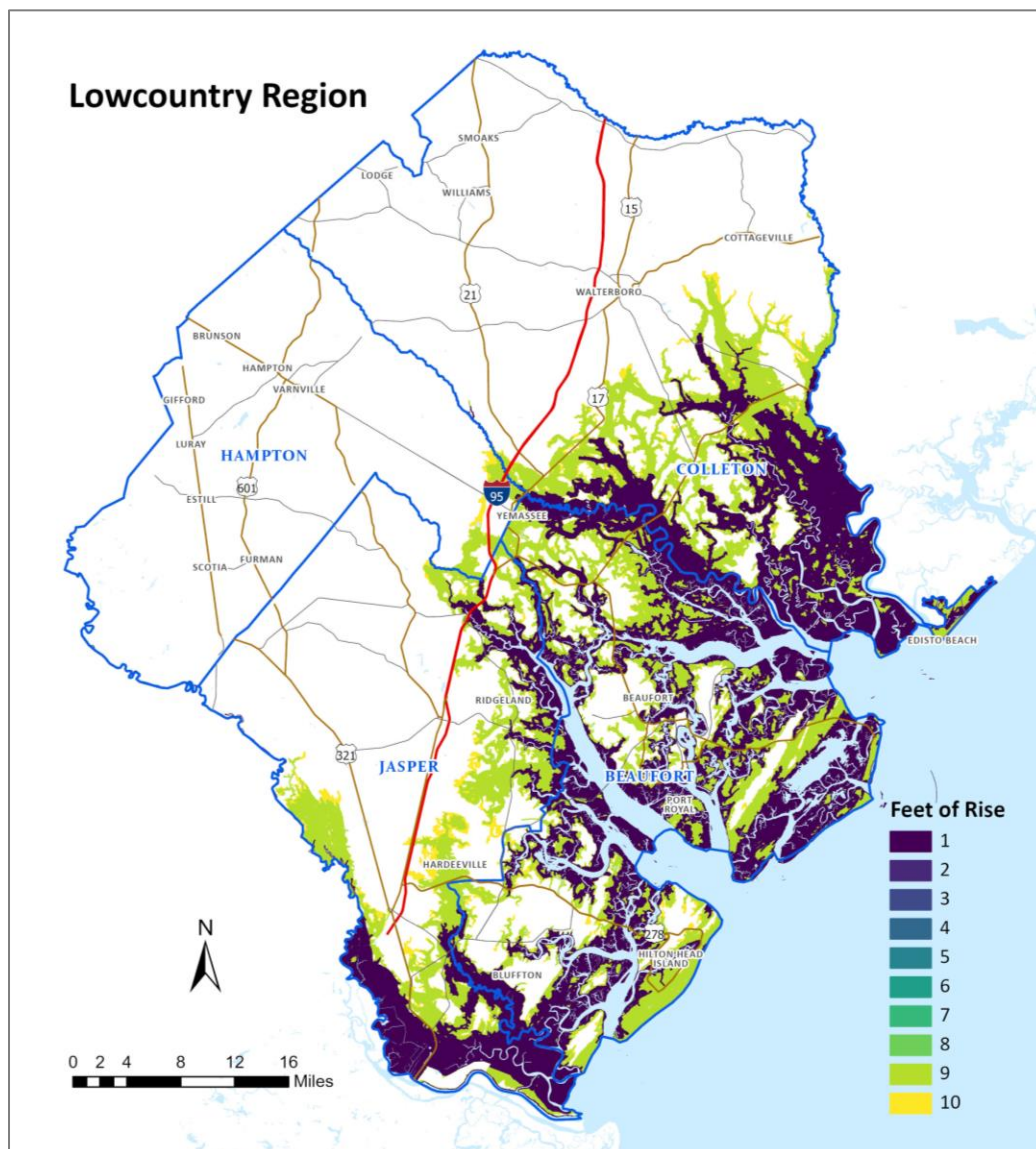 Lowcountry Region
SMOAKS
LODGE
WILLIAMS
15
COTTAGEVILLE
21
WALTERBORO
BRUNSON
HAMPTON
VARNVILLE
17
GIFFORD
LURAY
HAMPTON
COLLETON
601
ESTILL
95
YEMASSEE
FURMAN
SCOTIA
EDISTO BEACH
RIDGELAND
BEAUFORT
321
JASPER
BEAUFORT
PORT
ROYAL
Feet of Rise
1
2
3
4
5
6
7
8
9
10
HARDEEVILLE
N
278
HILTON HEAD
ISLAND
BLUFFTON
0 2 4 8 12 16
Miles